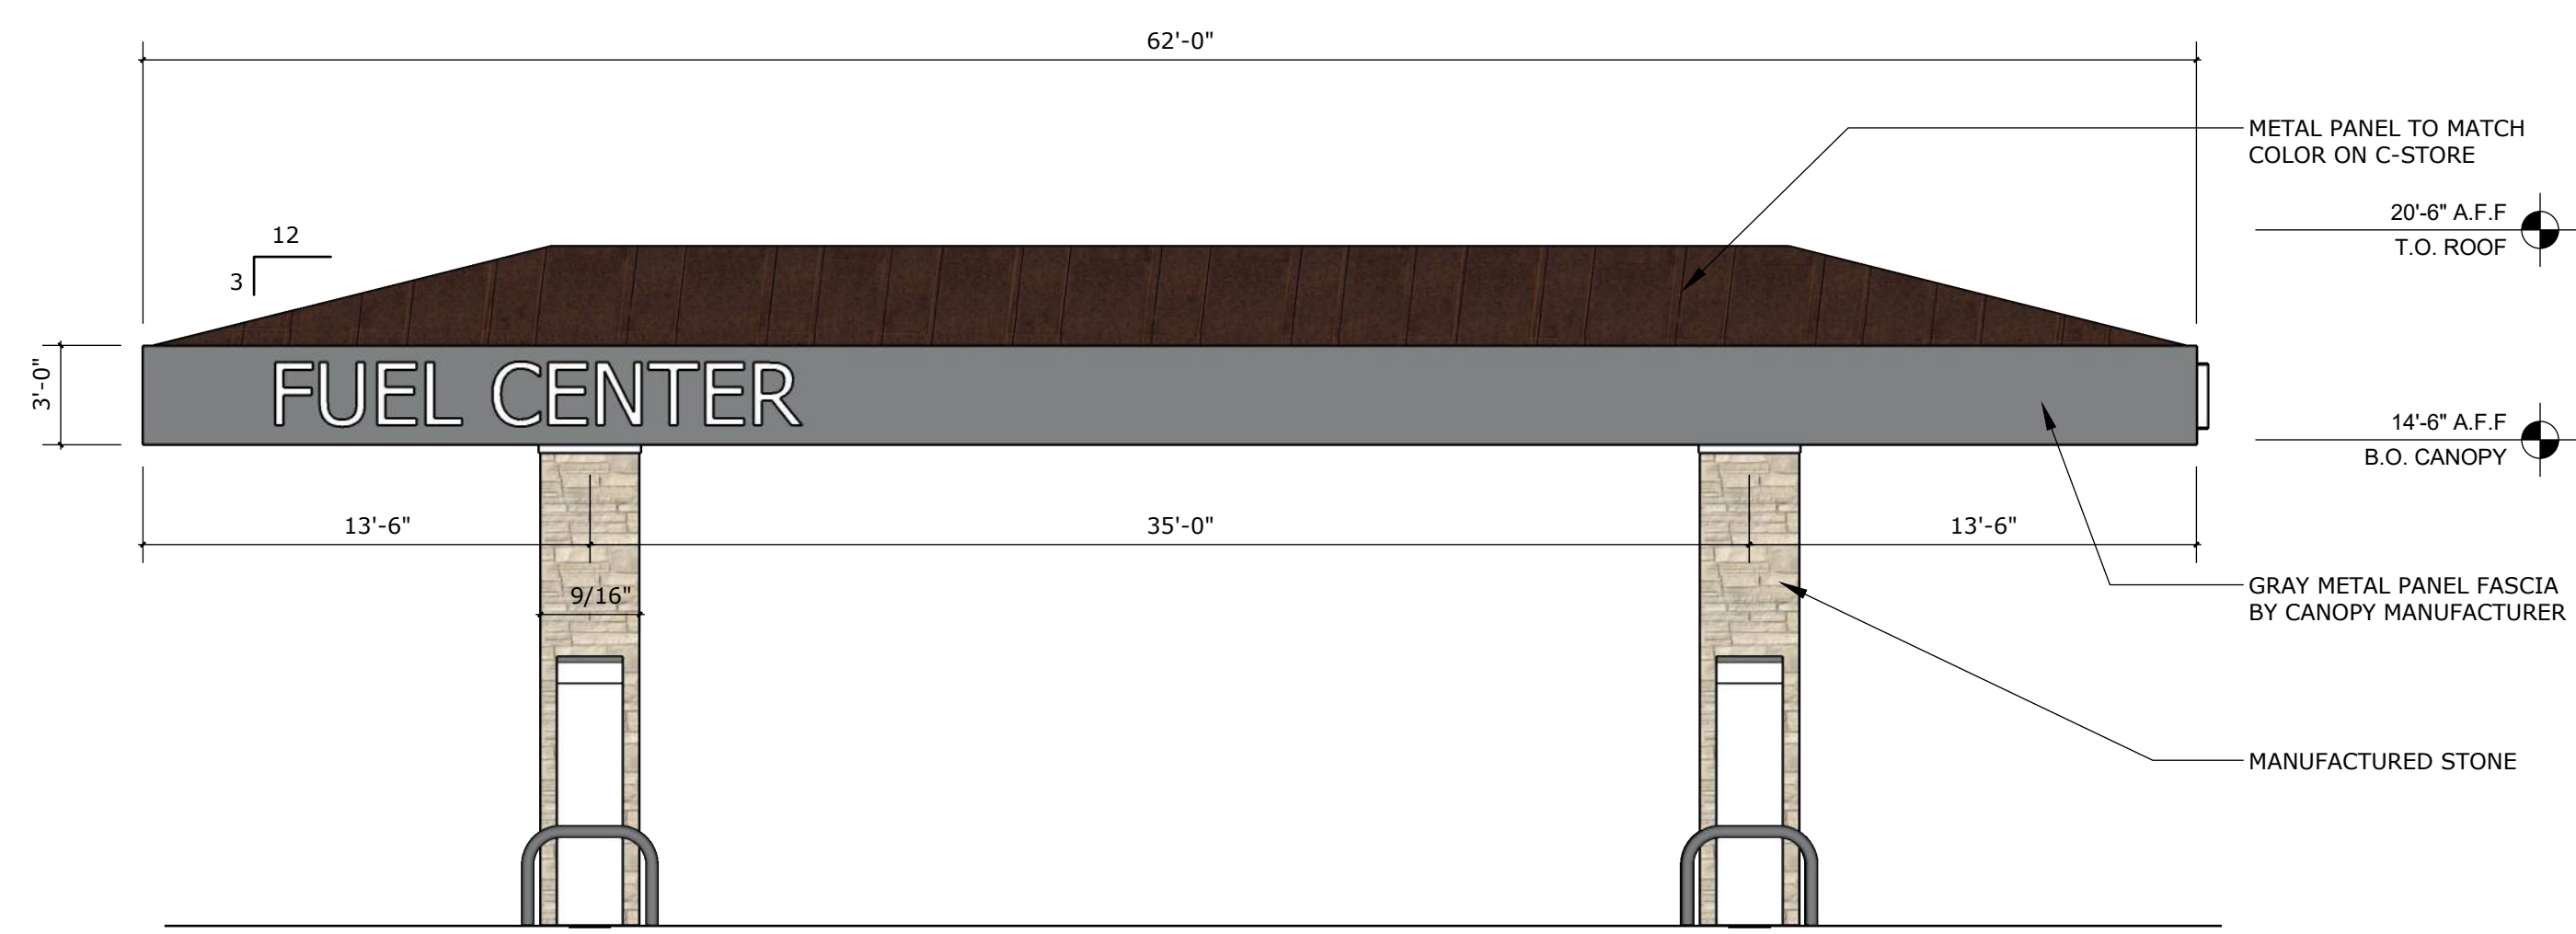 62'-0"
METAL PANEL TO MATCH
COLOR ON C-STORE
20'-6" A.F.F
T.O. ROOF
12
3
3'-0"
FUEL CENTER
14'-6" A.F.F
B.O. CANOPY
13'-6"
35'-0"
13'-6"
9/16"
GRAY METAL PANEL FASCIA
BY CANOPY MANUFACTURER
MANUFACTURED STONE